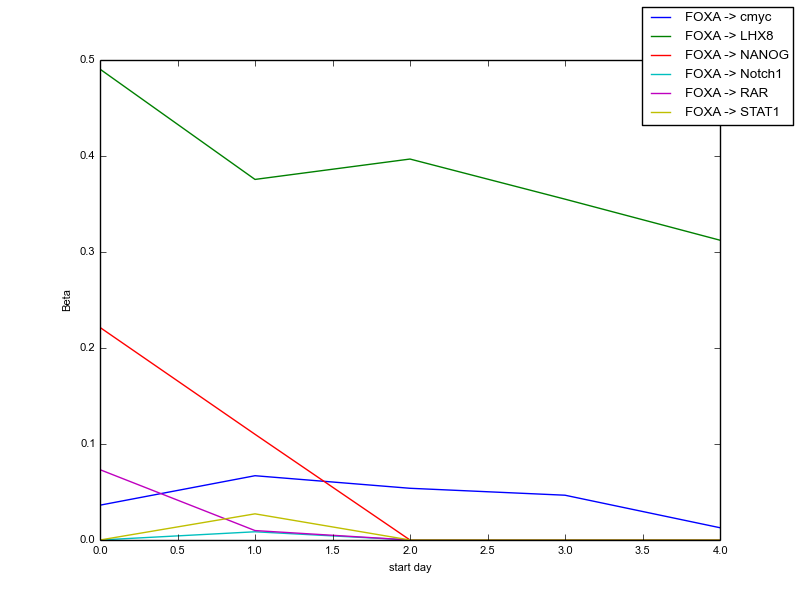 FOXA -> cmyc
FOXA -> LHX8
FOXA -> NANOG
FOXA -> Notch1
FOXA -> RAR
FOXA -> STAT1
0.5
0.4
0.3
0.2
0.1
0.0
Beta
0.0 0.5 1.0 1.5 2.0 2.5 3.0 3.5 4.0
start day